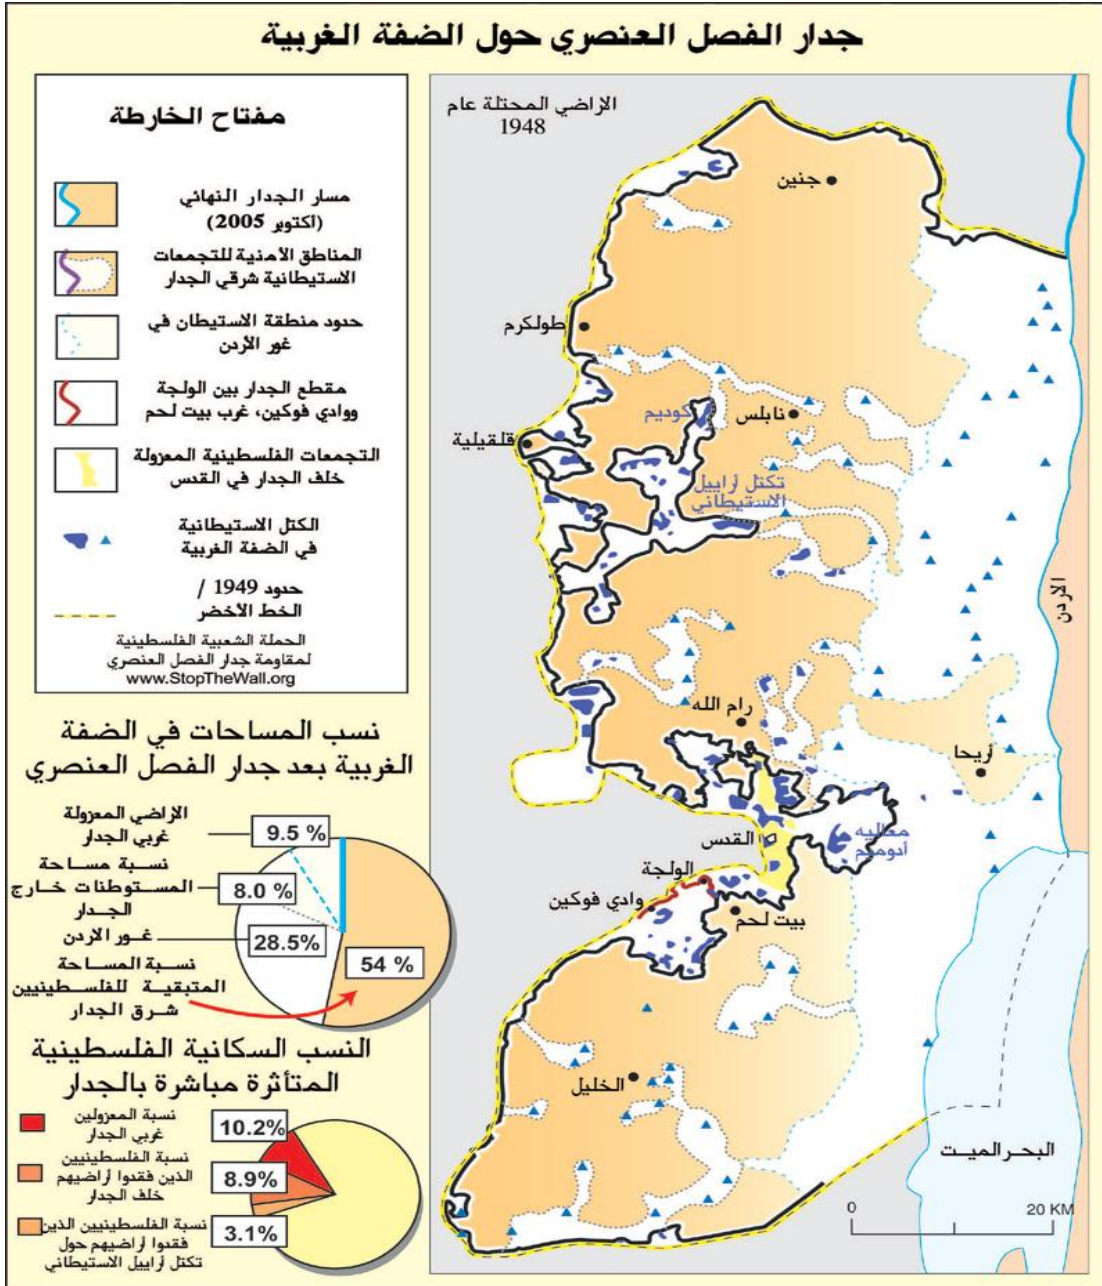 جدار الفصل العنصري حول الضفة الغربية
مفتاح الخارطة
مسار الجدار النهائي
(اكتوبر 2005)
المناطق الأمنية للتجمعات
الاستيطانية شرقي الجدار
حدود منطقة الاستيطان في
غور الأردن
مقطع الجدار بين الولجة
ووادي فوكين، غرب بيت لحم
التجمعات الفلسطينية المعزولة
خلف الجدار في القدس
الكتل الاستيطانية
في الضفة الغربية
حدود 1949 /
الخط الأخضر
الحملة الشعبية الفلسطينية
لمقاومة جدار الفصل العنصري
www.StopTheWall.org
الاراضي المحتلة عام
1948
جنين
طولكرم
كوديم
نابلس
قلقيلية
تكتل أراييل
الاستيطاني
الاردن
رام الله
أريحا
معاليه
أدوميم
القدس
الولجة
وادي فوكين
بيت لحم
الخليل
البحر الميت
0
20 KM
نسب المساحات في الضفة
الغربية بعد جدار الفصل العنصري
الاراضي المعزولة
غربي الجدار
9.5 %
نسبة مساحة
المستوطنات خارج
الجدار
8.0 %
غور الاردن
28.5%
نسبة المساحة
المتبقية للفلسطينيين
شرق الجدار
54 %
النسب السكانية الفلسطينية
المتأثرة مباشرة بالجدار
نسبة المعزولين
غربي الجدار
10.2%
نسبة الفلسطينيين
الذين فقدوا اراضيهم
خلف الجدار
8.9%
نسبة الفلسطينيين الذين
فقدوا اراضيهم حول
تكتل أراييل الاستيطاني
3.1%